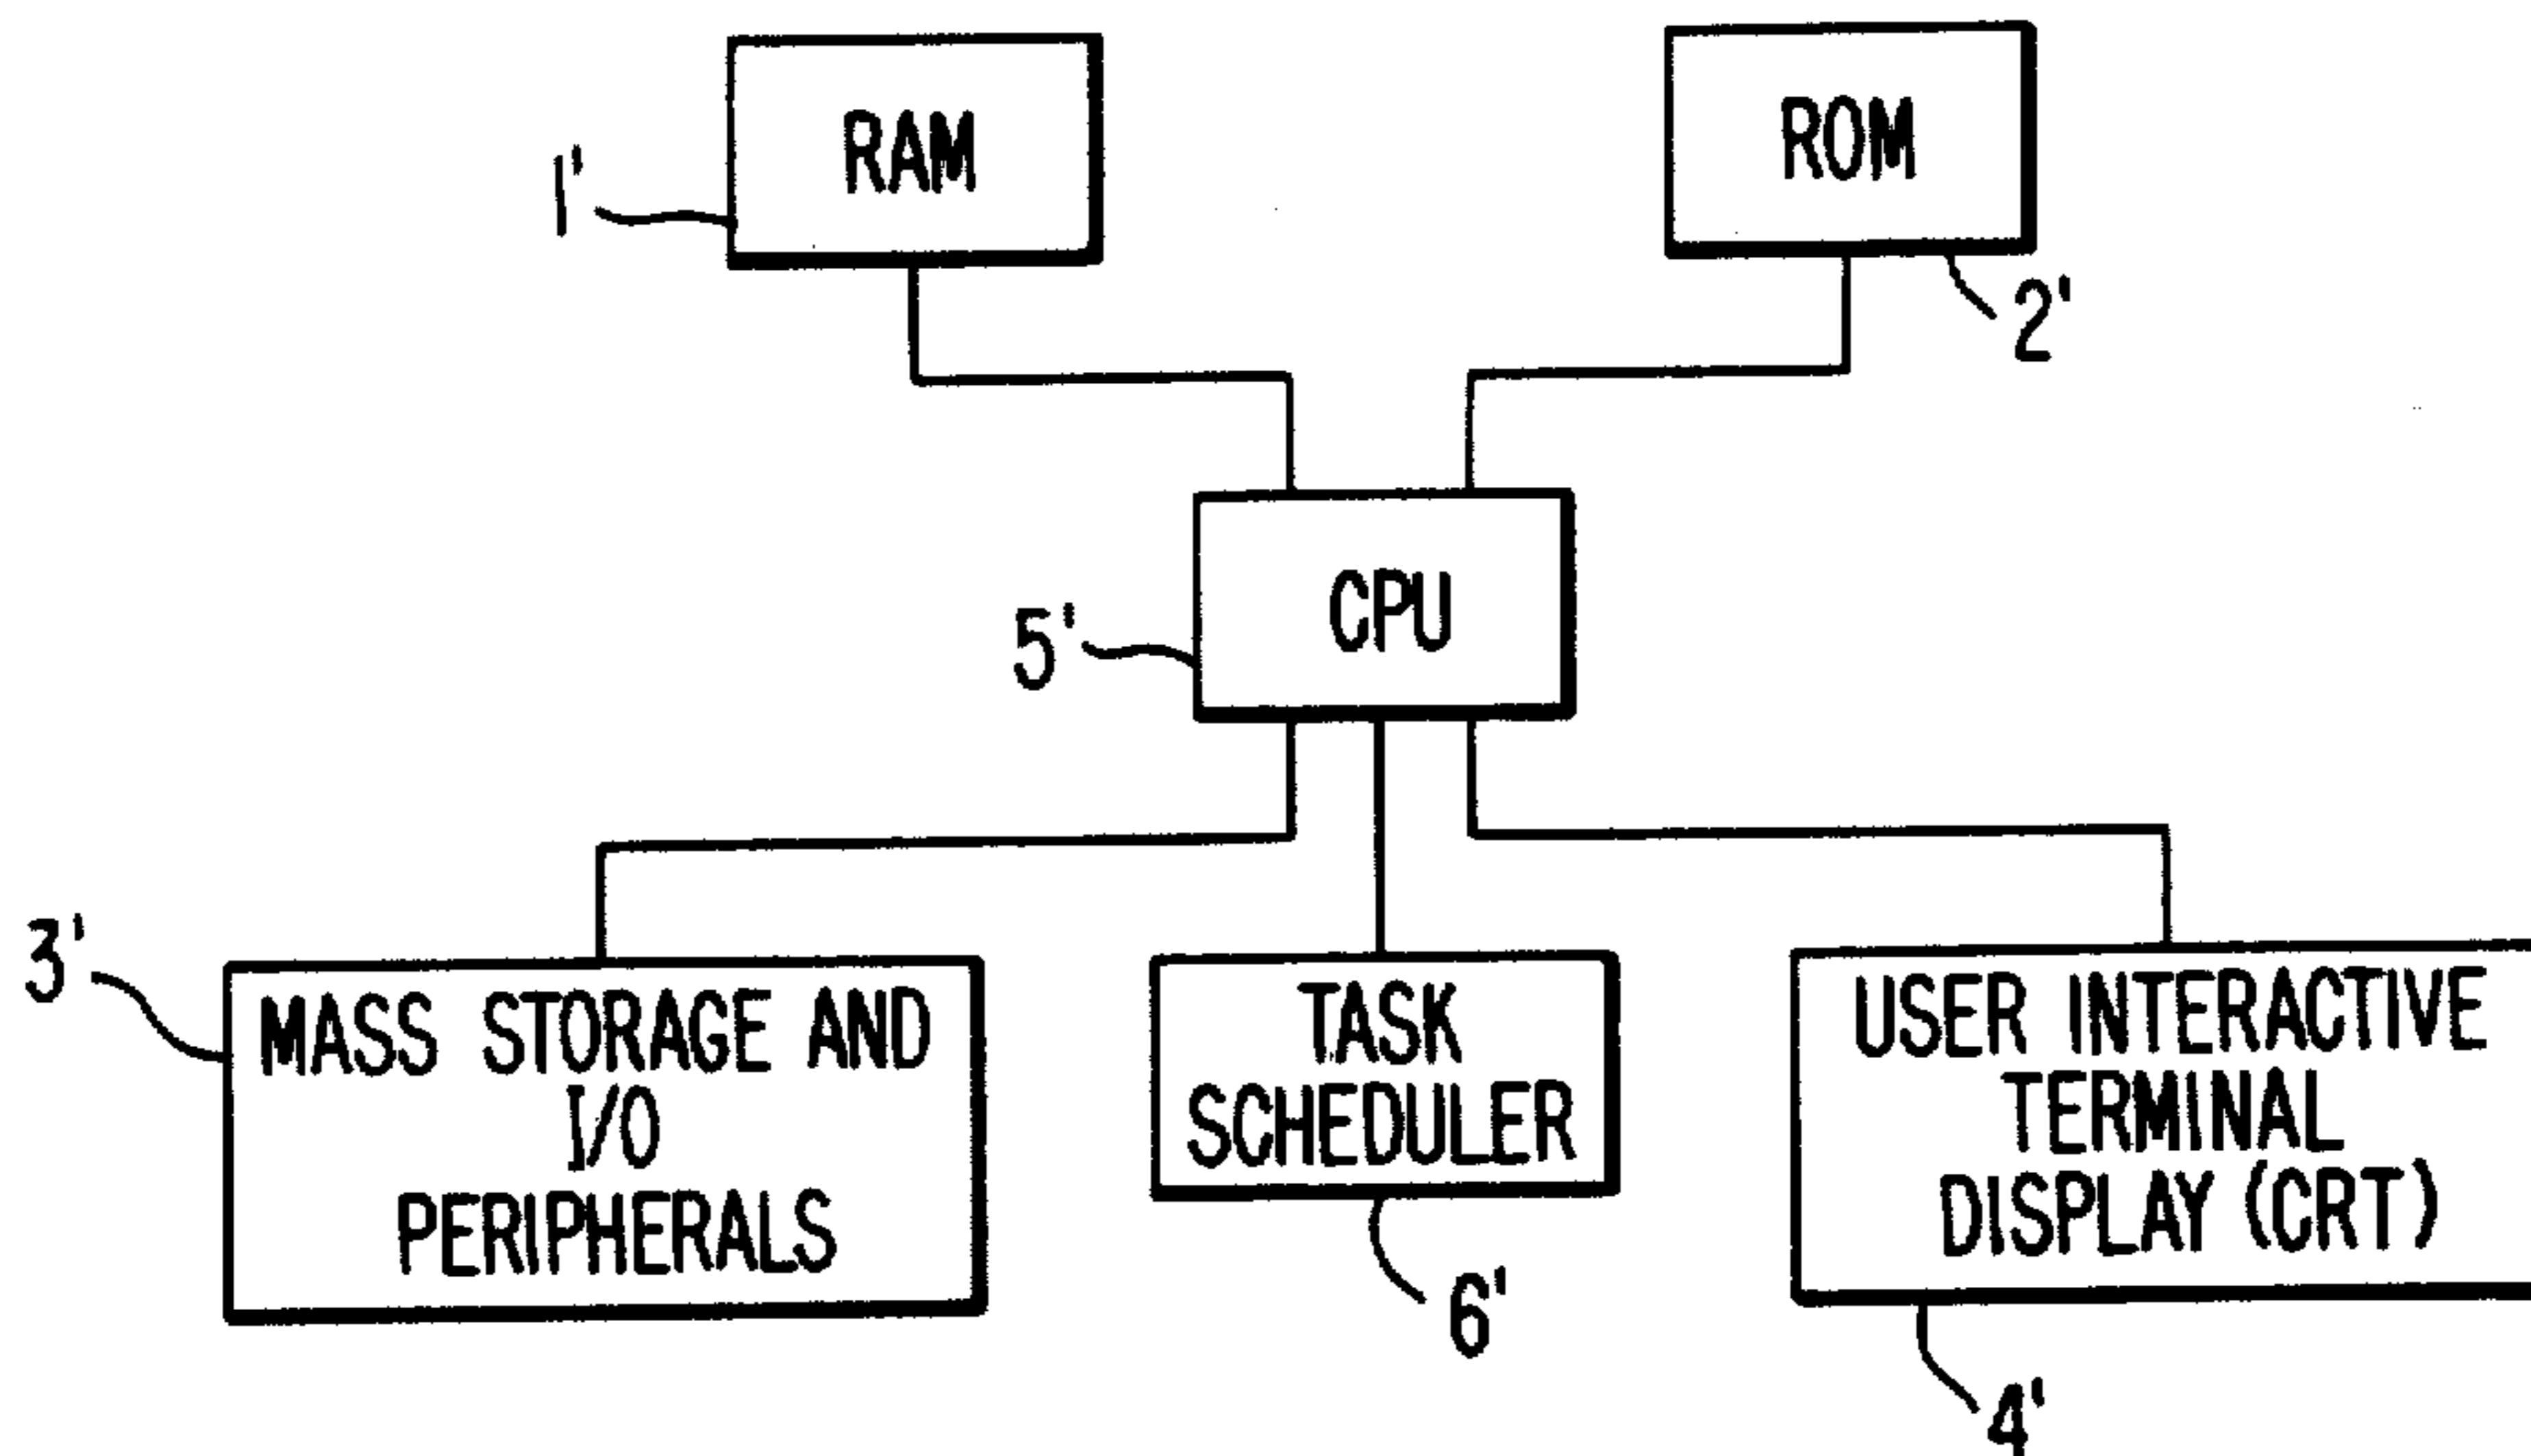 RAM
1'
ROM
2'
CPU
5'
3'
MASS STORAGE AND
I/O
PERIPHERALS
TASK
SCHEDULER
6'
USER INTERACTIVE
TERMINAL
DISPLAY (CRT)
4'